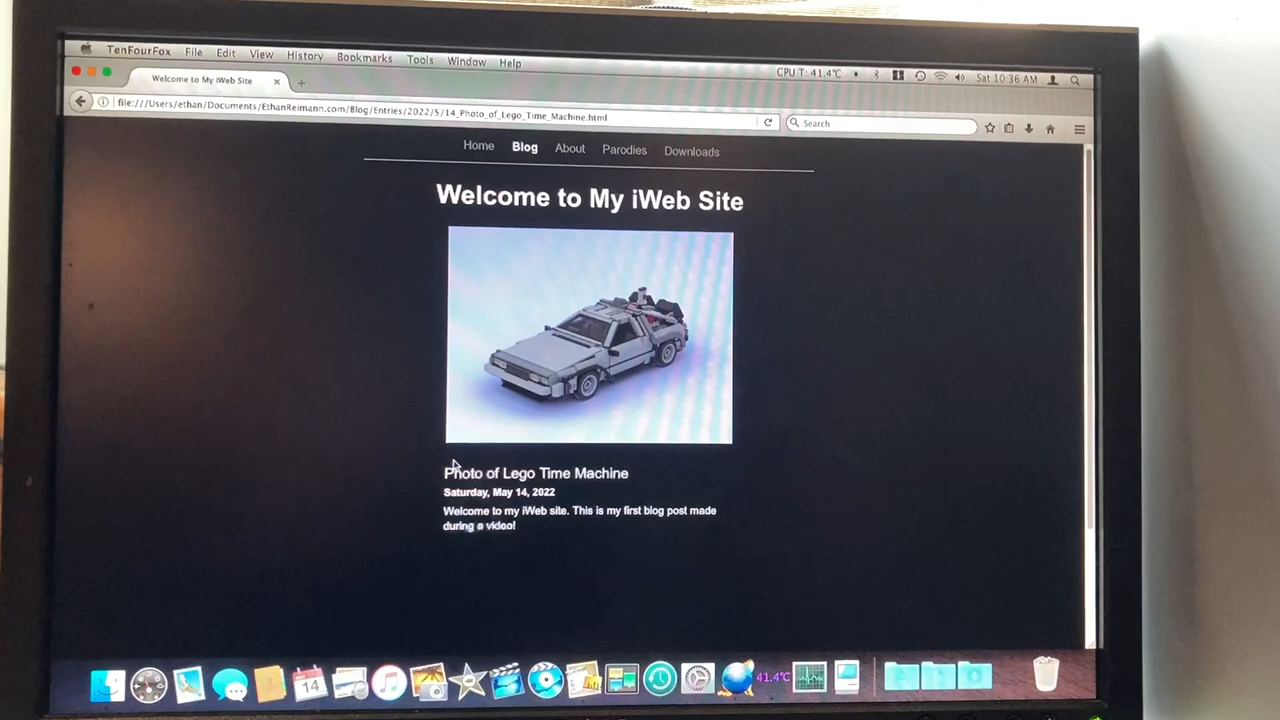 TenFourFox File Edit View History Bookmarks Tools Window Help CPU T: 41.4°C Sat 10:36 AM
Welcome to My iWeb Site
file:///Users/ethan/Documents/EthanReimann.com/Blog/Entries/2022/5/14_Photo_of_Lego_Time_Machine.html Search
Home Blog About Parodies Downloads
Welcome to My iWeb Site
Photo of Lego Time Machine
Saturday, May 14, 2022
Welcome to my iWeb site. This is my first blog post made
during a video!
14
41.4°C